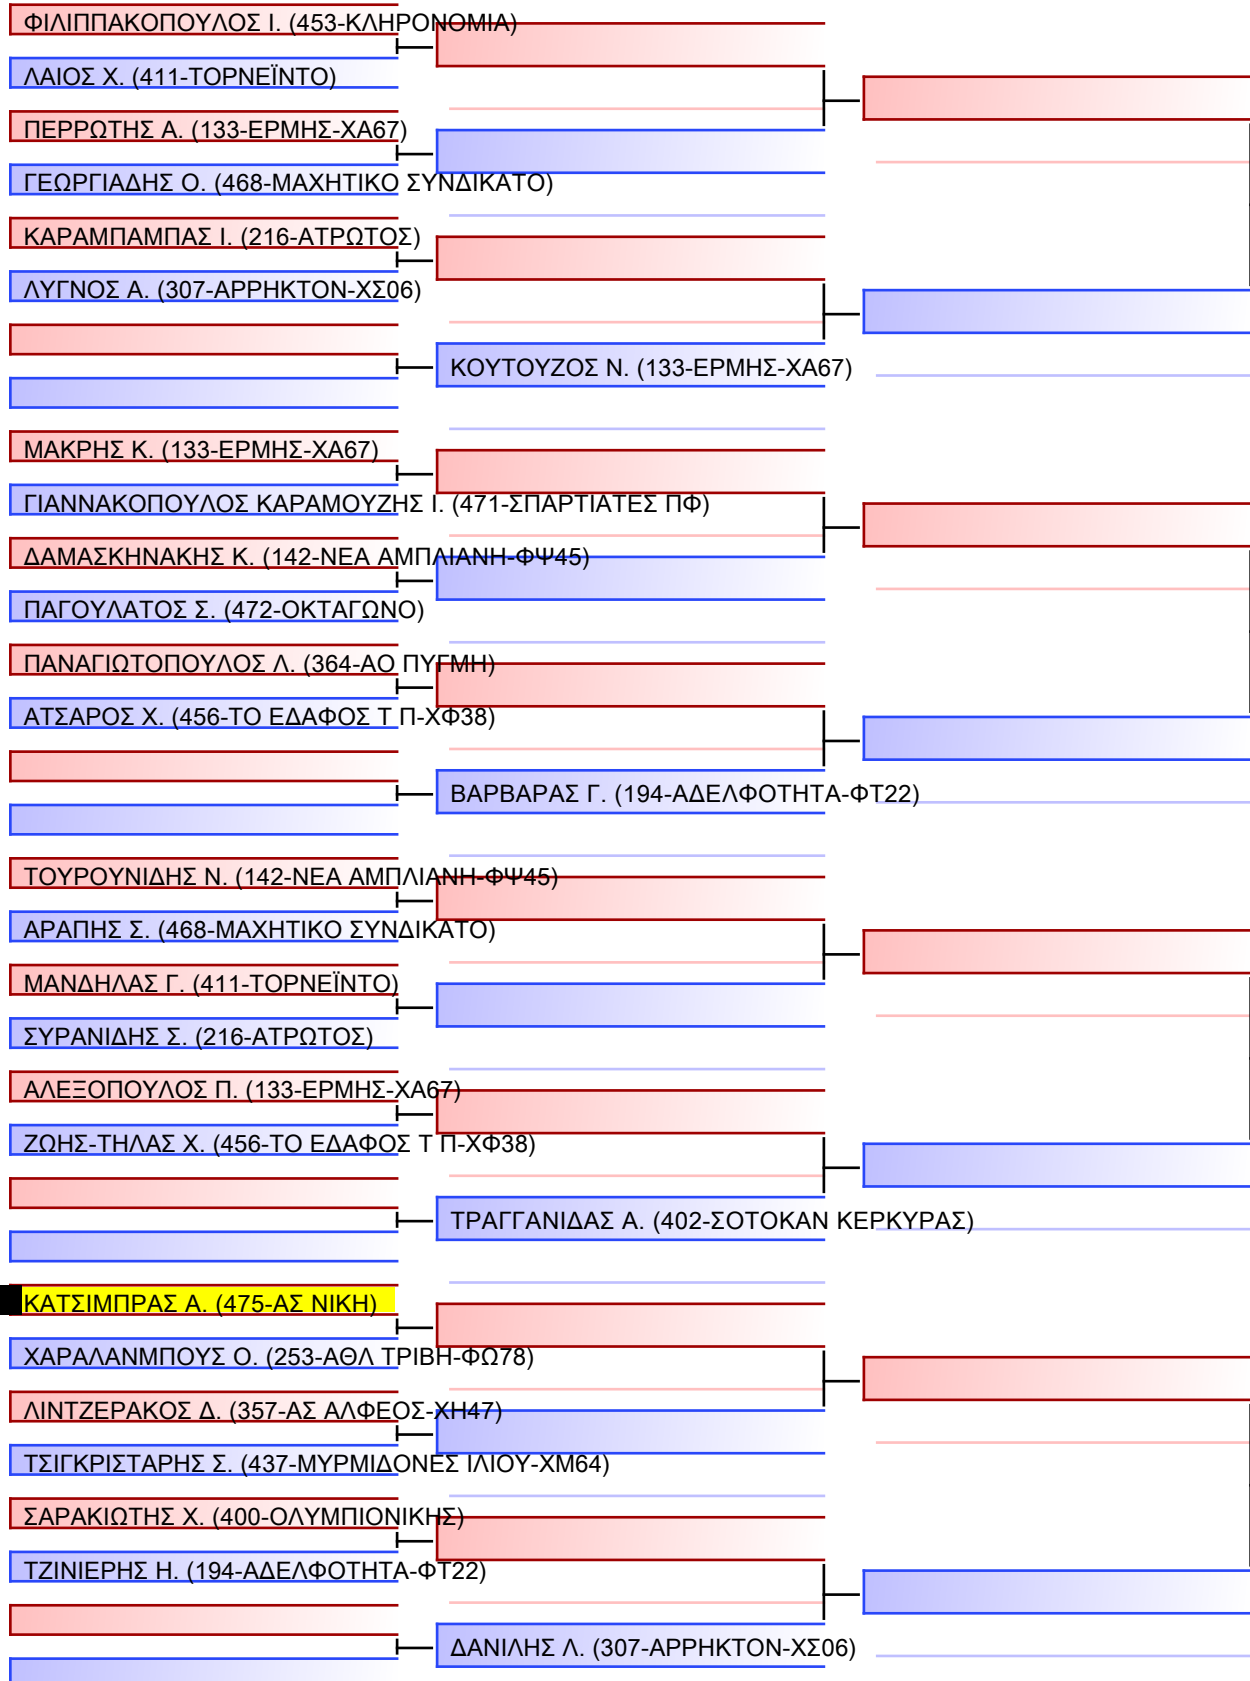 ΦΙΛΙΠΠΑΚΟΠΟΥΛΟΣ Ι. (453-ΚΛΗΡΟΝΟΜΙΑ)
ΛΑΙΟΣ Χ. (411-ΤΟΡΝΕΪΝΤΟ)
ΠΕΡΡΩΤΗΣ Α. (133-ΕΡΜΗΣ-ΧΑ67)
ΓΕΩΡΓΙΑΔΗΣ Ο. (468-ΜΑΧΗΤΙΚΟ ΣΥΝΔΙΚΑΤΟ)
ΚΑΡΑΜΠΑΜΠΑΣ Ι. (216-ΑΤΡΩΤΟΣ)
ΛΥΓΝΟΣ Α. (307-ΑΡΡΗΚΤΟΝ-ΧΣ06)
ΚΟΥΤΟΥΖΟΣ Ν. (133-ΕΡΜΗΣ-ΧΑ67)
ΜΑΚΡΗΣ Κ. (133-ΕΡΜΗΣ-ΧΑ67)
ΓΙΑΝΝΑΚΟΠΟΥΛΟΣ ΚΑΡΑΜΟΥΖΗΣ Ι. (471-ΣΠΑΡΤΙΑΤΕΣ ΠΦ)
ΔΑΜΑΣΚΗΝΑΚΗΣ Κ. (142-ΝΕΑ ΑΜΠΛΙΑΝΗ-ΦΨ45)
ΠΑΓΟΥΛΑΤΟΣ Σ. (472-ΟΚΤΑΓΩΝΟ)
ΠΑΝΑΓΙΩΤΟΠΟΥΛΟΣ Λ. (364-ΑΟ ΠΥΓΜΗ)
ΑΤΣΑΡΟΣ Χ. (456-ΤΟ ΕΔΑΦΟΣ Τ Π-ΧΦ38)
ΒΑΡΒΑΡΑΣ Γ. (194-ΑΔΕΛΦΟΤΗΤΑ-ΦΤ22)
ΤΟΥΡΟΥΝΙΔΗΣ Ν. (142-ΝΕΑ ΑΜΠΛΙΑΝΗ-ΦΨ45)
ΑΡΑΠΗΣ Σ. (468-ΜΑΧΗΤΙΚΟ ΣΥΝΔΙΚΑΤΟ)
ΜΑΝΔΗΛΑΣ Γ. (411-ΤΟΡΝΕΪΝΤΟ)
ΣΥΡΑΝΙΔΗΣ Σ. (216-ΑΤΡΩΤΟΣ)
ΑΛΕΞΟΠΟΥΛΟΣ Π. (133-ΕΡΜΗΣ-ΧΑ67)
ΖΩΗΣ-ΤΗΛΑΣ Χ. (456-ΤΟ ΕΔΑΦΟΣ Τ Π-ΧΦ38)
ΤΡΑΓΓΑΝΙΔΑΣ Α. (402-ΣΟΤΟΚΑΝ ΚΕΡΚΥΡΑΣ)
ΚΑΤΣΙΜΠΡΑΣ Α. (475-ΑΣ ΝΙΚΗ)
ΧΑΡΑΛΑΝΜΠΟΥΣ Ο. (253-ΑΘΛ ΤΡΙΒΗ-ΦΩ78)
ΛΙΝΤΖΕΡΑΚΟΣ Δ. (357-ΑΣ ΑΛΦΕΟΣ-ΧΗ47)
ΤΣΙΓΚΡΙΣΤΑΡΗΣ Σ. (437-ΜΥΡΜΙΔΟΝΕΣ ΙΛΙΟΥ-ΧΜ64)
ΣΑΡΑΚΙΩΤΗΣ Χ. (400-ΟΛΥΜΠΙΟΝΙΚΗΣ)
ΤΖΙΝΙΕΡΗΣ Η. (194-ΑΔΕΛΦΟΤΗΤΑ-ΦΤ22)
ΔΑΝΙΛΗΣ Λ. (307-ΑΡΡΗΚΤΟΝ-ΧΣ06)